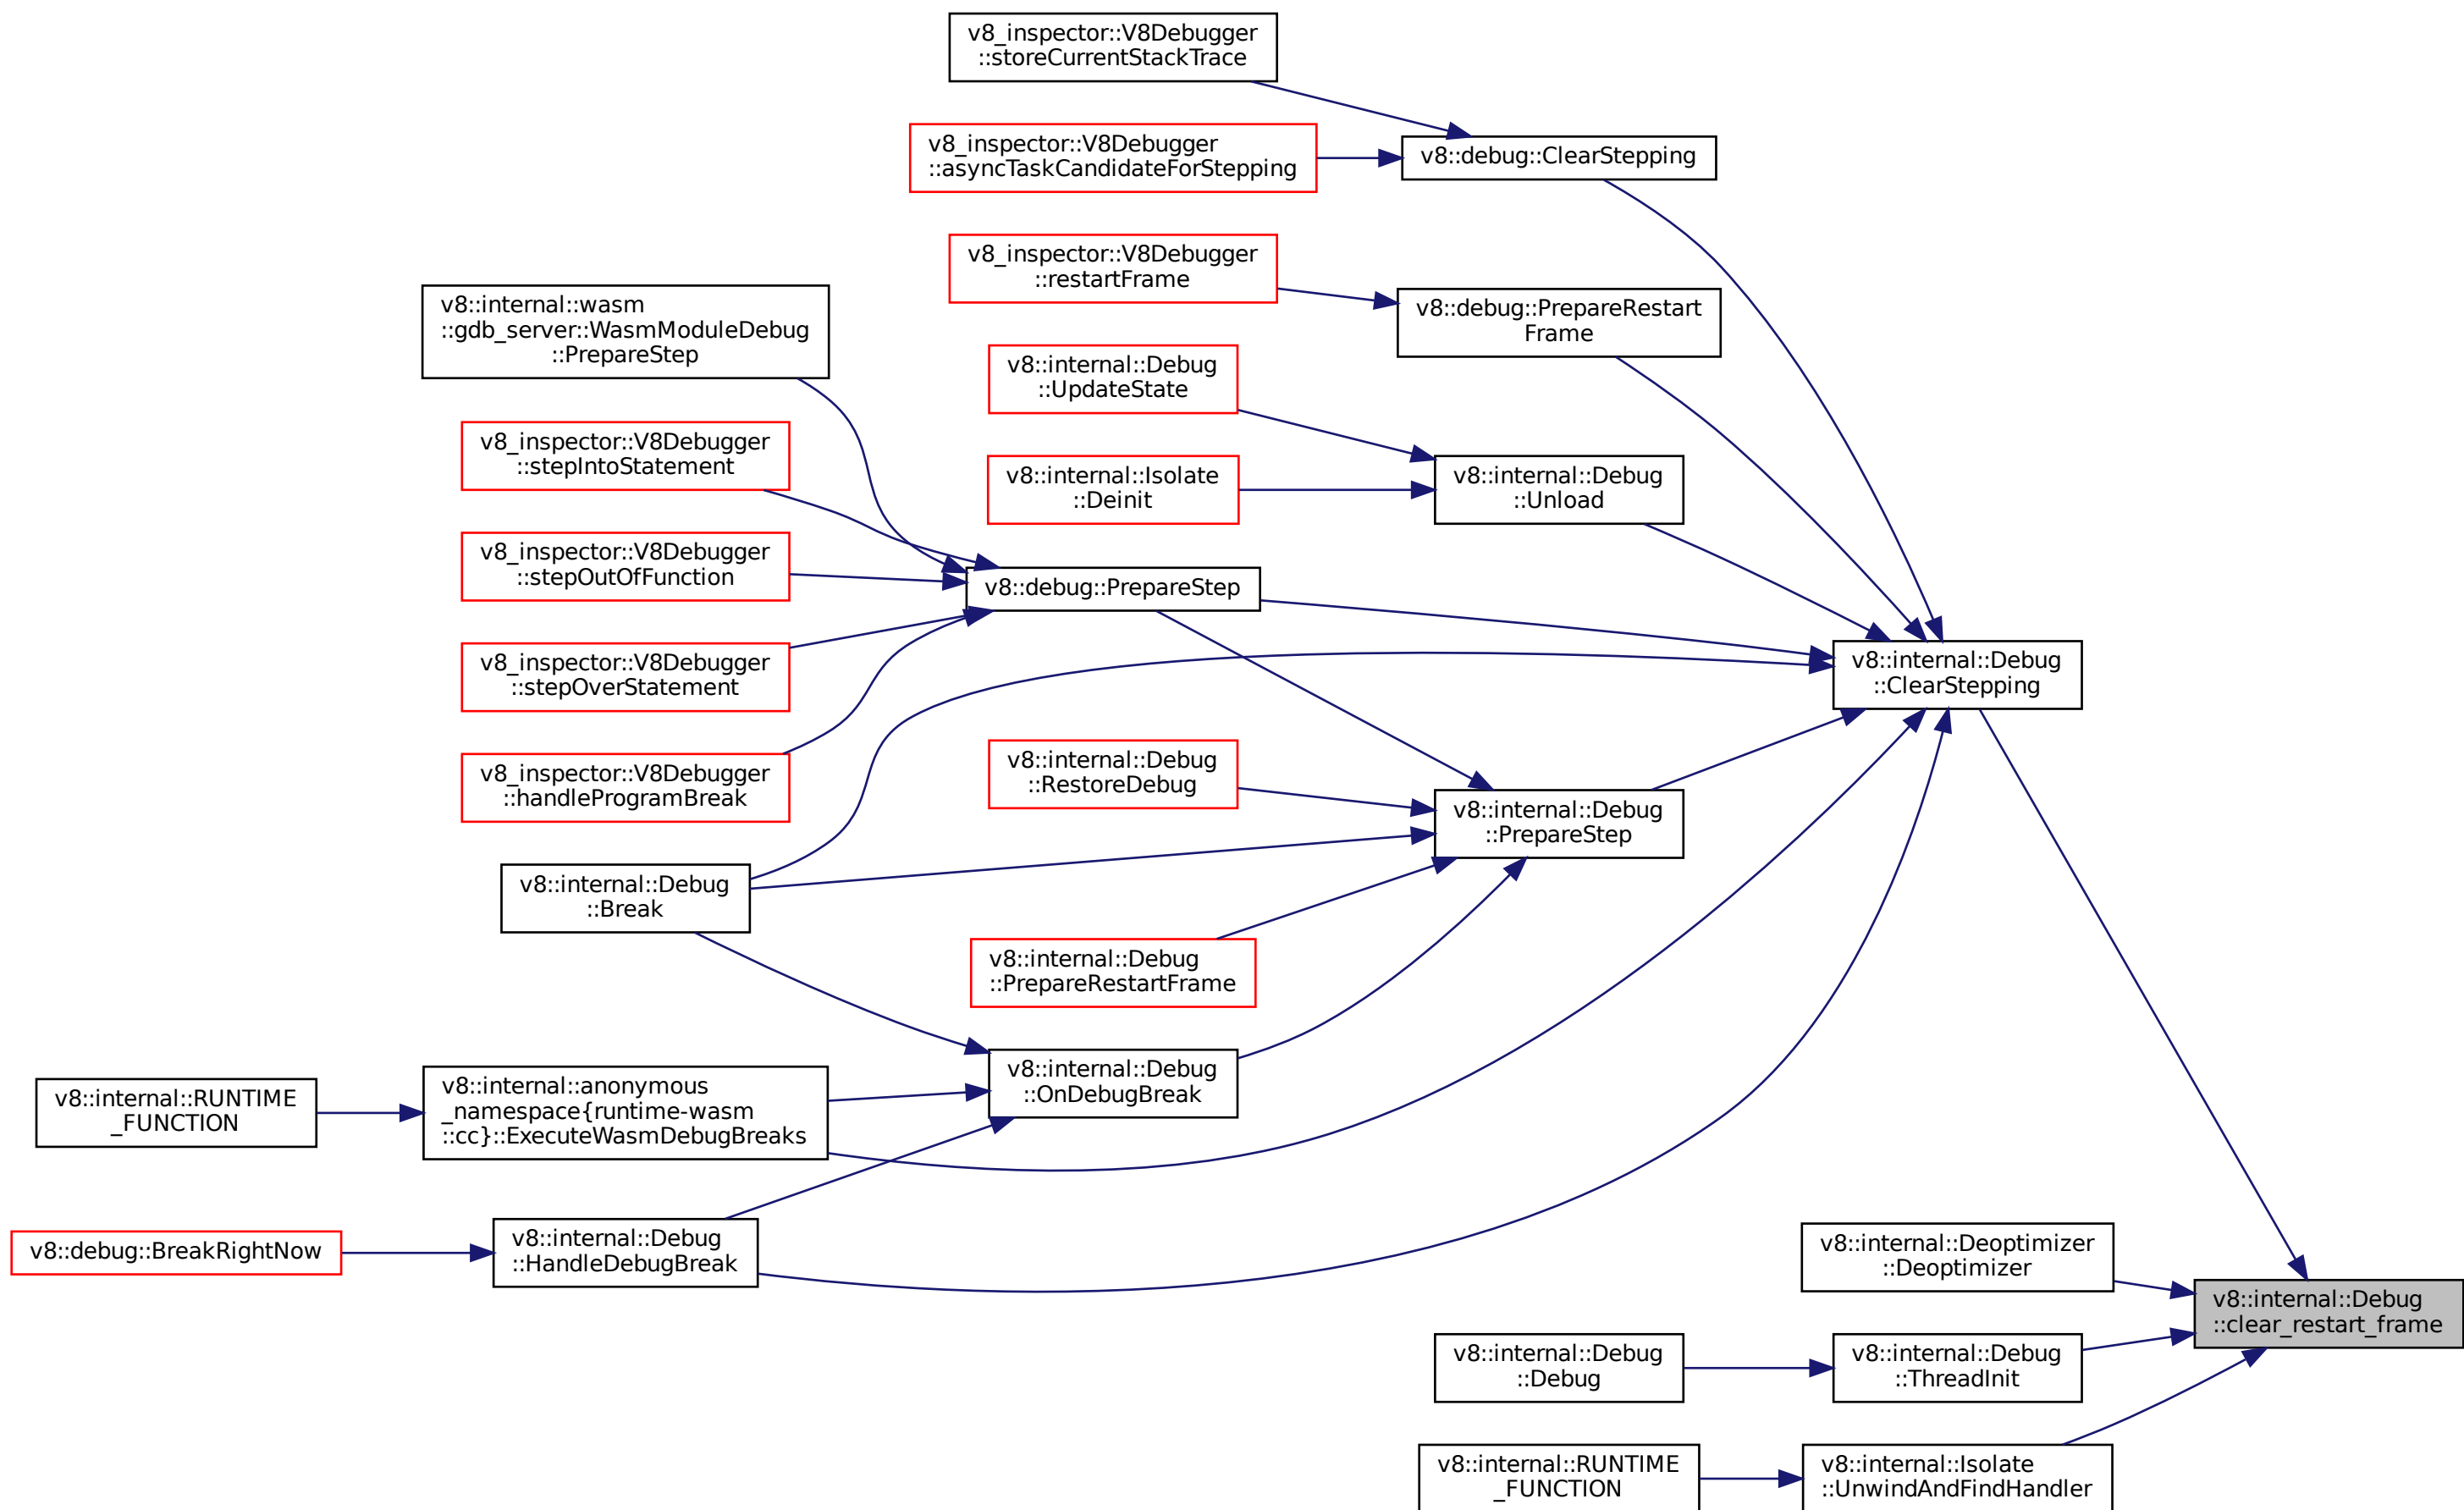 v8_inspector::V8Debugger
::storeCurrentStackTrace
v8_inspector::V8Debugger
::asyncTaskCandidateForStepping
v8::debug::ClearStepping
v8_inspector::V8Debugger
::restartFrame
v8::debug::PrepareRestart
Frame
v8::internal::wasm
::gdb_server::WasmModuleDebug
::PrepareStep
v8::internal::Debug
::UpdateState
v8_inspector::V8Debugger
::stepIntoStatement
v8::internal::Isolate
::Deinit
v8::internal::Debug
::Unload
v8_inspector::V8Debugger
::stepOutOfFunction
v8::debug::PrepareStep
v8_inspector::V8Debugger
::stepOverStatement
v8::internal::Debug
::ClearStepping
v8_inspector::V8Debugger
::handleProgramBreak
v8::internal::Debug
::RestoreDebug
v8::internal::Debug
::PrepareStep
v8::internal::Debug
::Break
v8::internal::Debug
::PrepareRestartFrame
v8::internal::Debug
::OnDebugBreak
v8::internal::RUNTIME
_FUNCTION
v8::internal::anonymous
_namespace{runtime-wasm
::cc}::ExecuteWasmDebugBreaks
v8::debug::BreakRightNow
v8::internal::Debug
::HandleDebugBreak
v8::internal::Deoptimizer
::Deoptimizer
v8::internal::Debug
::clear_restart_frame
v8::internal::Debug
::Debug
v8::internal::Debug
::ThreadInit
v8::internal::RUNTIME
_FUNCTION
v8::internal::Isolate
::UnwindAndFindHandler